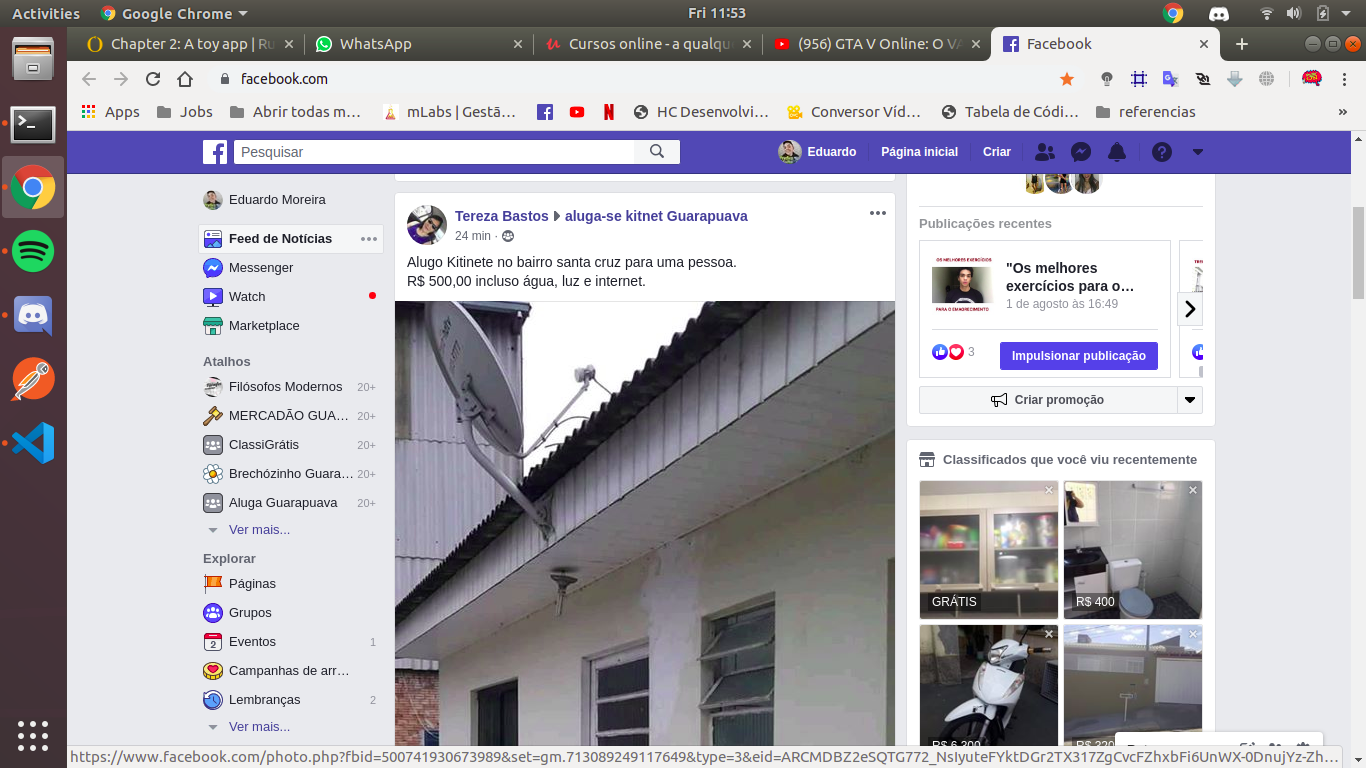 Activities
Google Chrome
Fri 11:53
Chapter 2: A toy app | Ru
WhatsApp
Cursos online - a qualque
(956) GTA V Online: O VA
Facebook
facebook.com
Apps
Jobs
Abrir todas m…
mLabs | Gestã…
HC Desenvolvi…
Conversor Víd…
Tabela de Códi…
referencias
»
Pesquisar
Eduardo
Página inicial
Criar
Eduardo Moreira
Feed de Notícias
Messenger
Watch
Marketplace
Atalhos
Filósofos Modernos 20+
MERCADÃO GUA… 20+
ClassiGrátis 20+
Brechózinho Guara… 20+
Aluga Guarapuava 20+
Ver mais...
Explorar
Páginas
Grupos
Eventos 1
Campanhas de arr…
Lembranças 2
Ver mais...
Tereza Bastos aluga-se kitnet Guarapuava
24 min ·
Alugo Kitinete no bairro santa cruz para uma pessoa.
R$ 500,00 incluso água, luz e internet.
Publicações recentes
OS MELHORES EXERCÍCIOS
PARA O EMAGRECIMENTO
"Os melhores
exercícios para o…
1 de agosto às 16:49
3
Impulsionar publicação
Criar promoção
Classificados que você viu recentemente
GRÁTIS
R$ 400
https://www.facebook.com/photo.php?fbid=500741930673989&set=gm.713089249117649&type=3&eid=ARCMDBZ2eSQTG772_NsIyuteFYktDGr2TX317ZgCvcFZhxbFi6UnWX-0DnujYz-Zh…